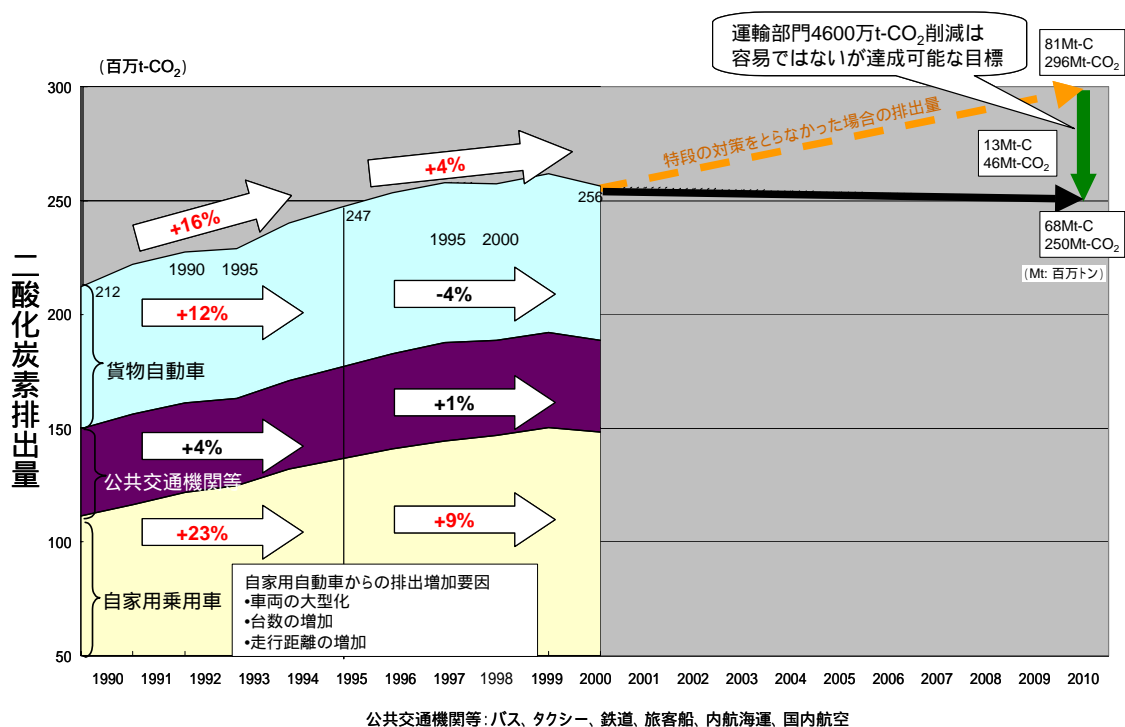 運輸部門4600万t-CO2削減は
容易ではないが達成可能な目標
81Mt-C
296Mt-CO2
(百万t-CO2)
特段の対策をとらなかった場合の排出量
13Mt-C
46Mt-CO2
68Mt-C
250Mt-CO2
(Mt: 百万トン)
二酸化炭素排出量
300
250
200
150
100
50
+16%
+4%
212
247
256
1990 1995
1995 2000
+12%
-4%
貨物自動車
+4%
+1%
公共交通機関等
+23%
+9%
自家用乗用車
自家用自動車からの排出増加要因
•車両の大型化
•台数の増加
•走行距離の増加
1990 1991 1992 1993 1994 1995 1996 1997 1998 1999 2000 2001 2002 2003 2004 2005 2006 2007 2008 2009 2010
公共交通機関等：バス、タクシー、鉄道、旅客船、内航海運、国内航空